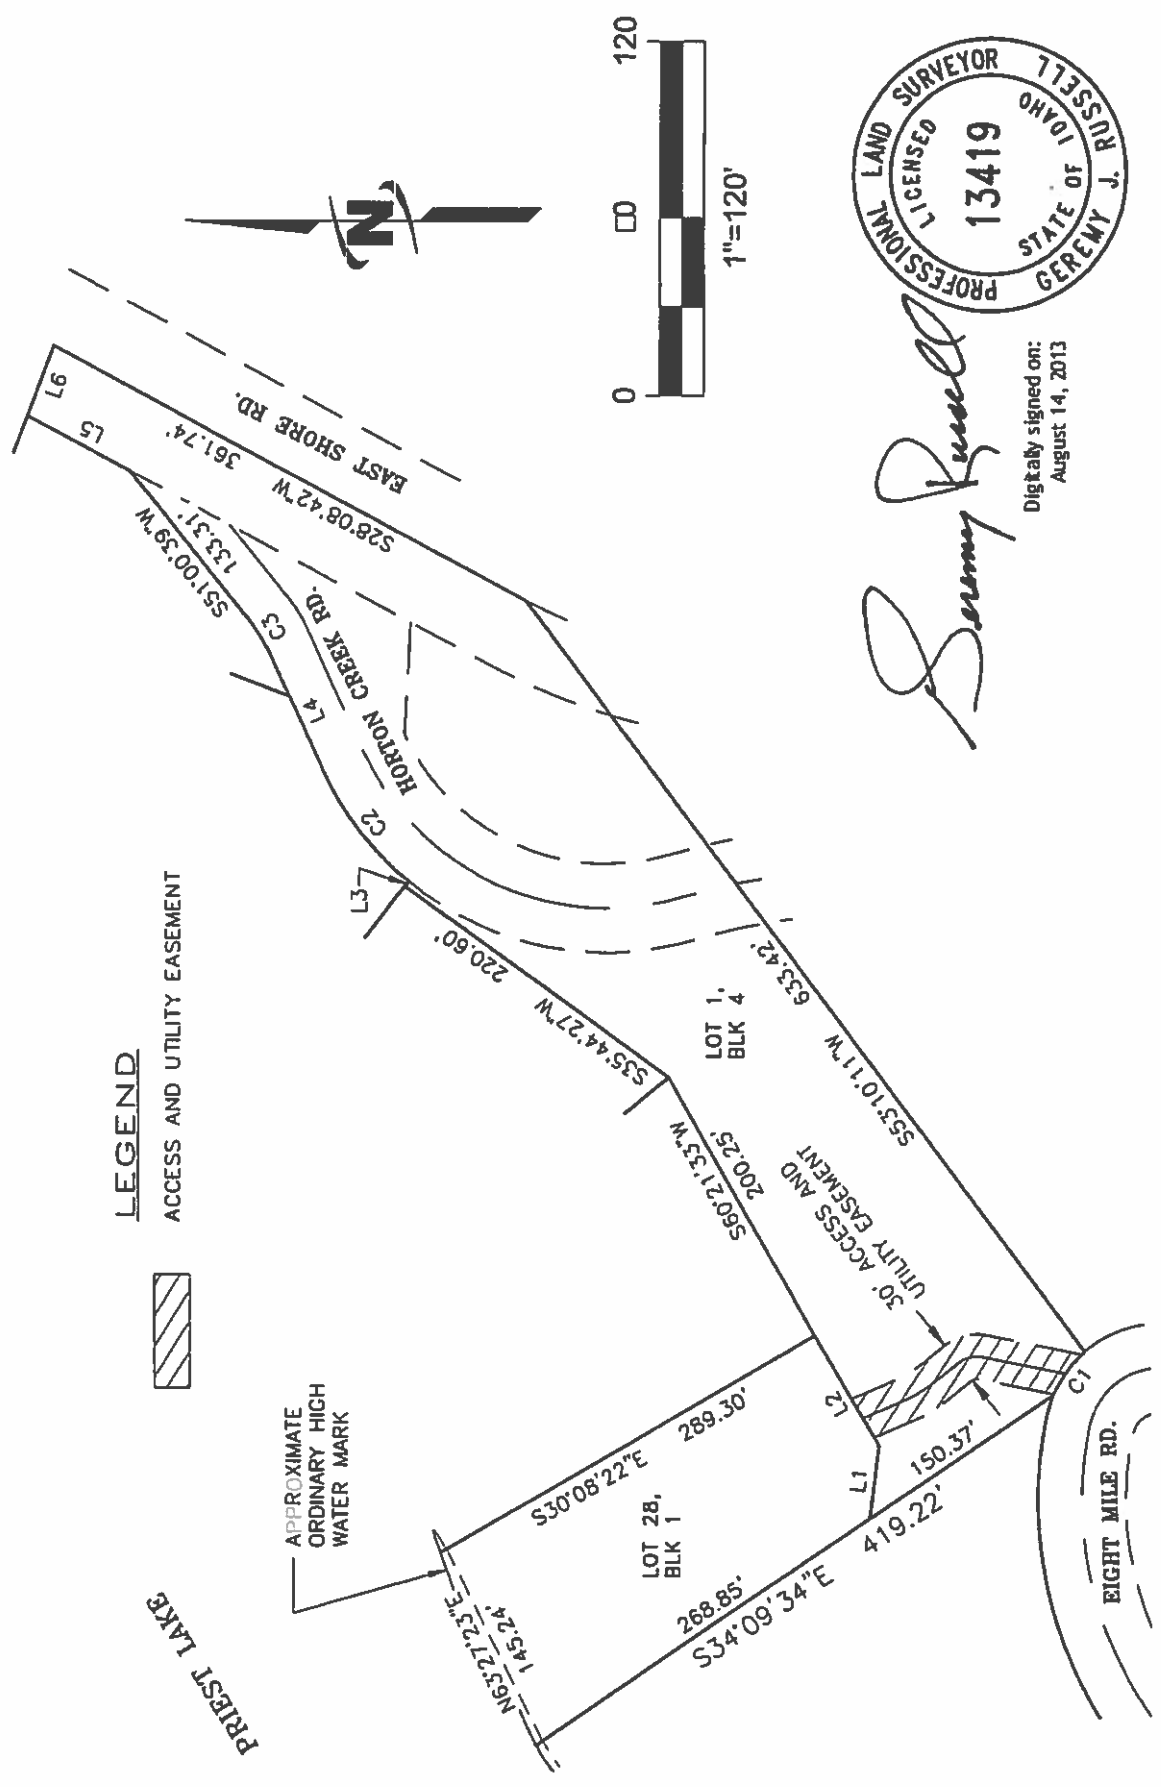 PRIEST LAKE
APPROXIMATE
ORDINARY HIGH
WATER MARK
LEGEND
ACCESS AND UTILITY EASEMENT
N63°27'23"E
145.24'
S30°08'22"E
289.30'
LOT 28,
BLK 1
268.85'
S34°09'34"E
419.22'
150.37'
L1
L2
C1
EIGHT MILE RD.
30' ACCESS AND
UTILITY EASEMENT
S60°21'33"W
200.25'
S35°44'27"W
220.60'
LOT 1,
BLK 4
S53°10'11"W
633.42'
L3
C2
L4
C3
HORTON CREEK RD.
S51°00'39"W
133.31'
L5
L6
S28°08'42"W
361.74'
EAST SHORE RD.
N
0
120
1"=120'
PROFESSIONAL LAND SURVEYOR
LICENSED
13419
STATE OF IDAHO
GEREMY J. RUSSELL
Geremy Russell
Digitally signed on:
August 14, 2013